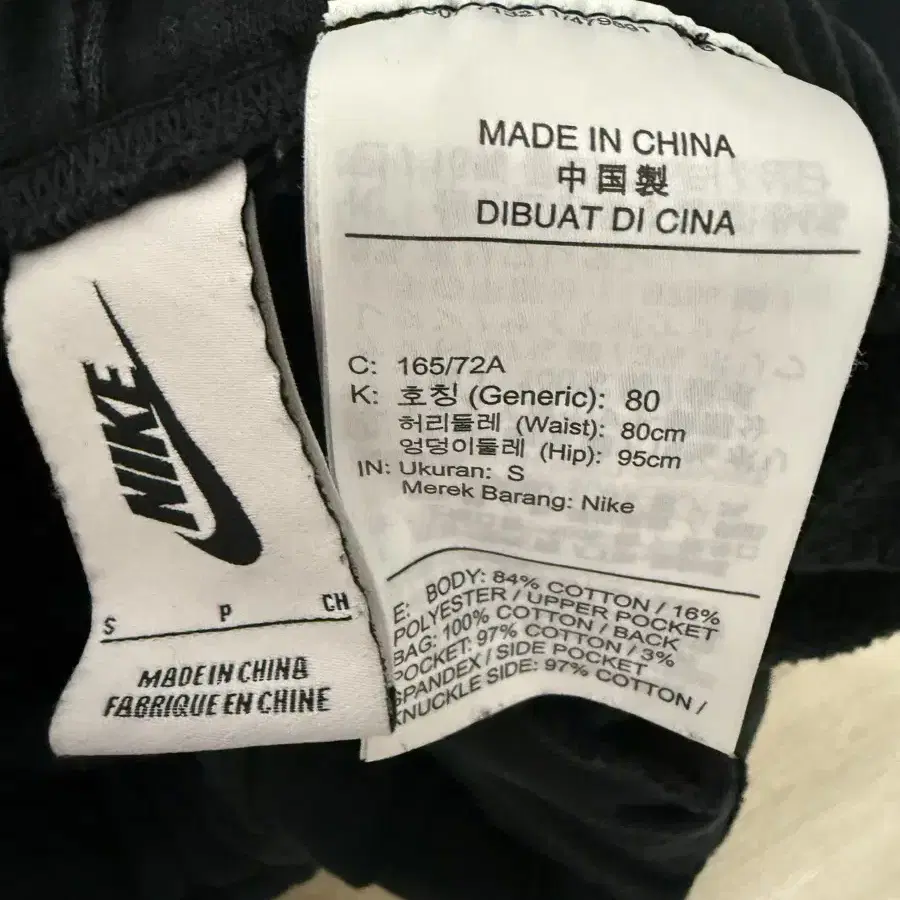 NIKE
S P CH
MADE IN CHINA
FABRIQUE EN CHINE
MADE IN CHINA
中国製
DIBUAT DI CINA
C: 165/72A
K: 호칭 (Generic): 80
허리둘레 (Waist): 80cm
엉덩이둘레 (Hip): 95cm
IN: Ukuran: S
Merek Barang: Nike
E: BODY: 84% COTTON / 16%
POLYESTER / UPPER POCKET
BAG: 100% COTTON / BACK
POCKET: 97% COTTON / 3%
SPANDEX / SIDE POCKET
KNUCKLE SIDE: 97% COTTON /